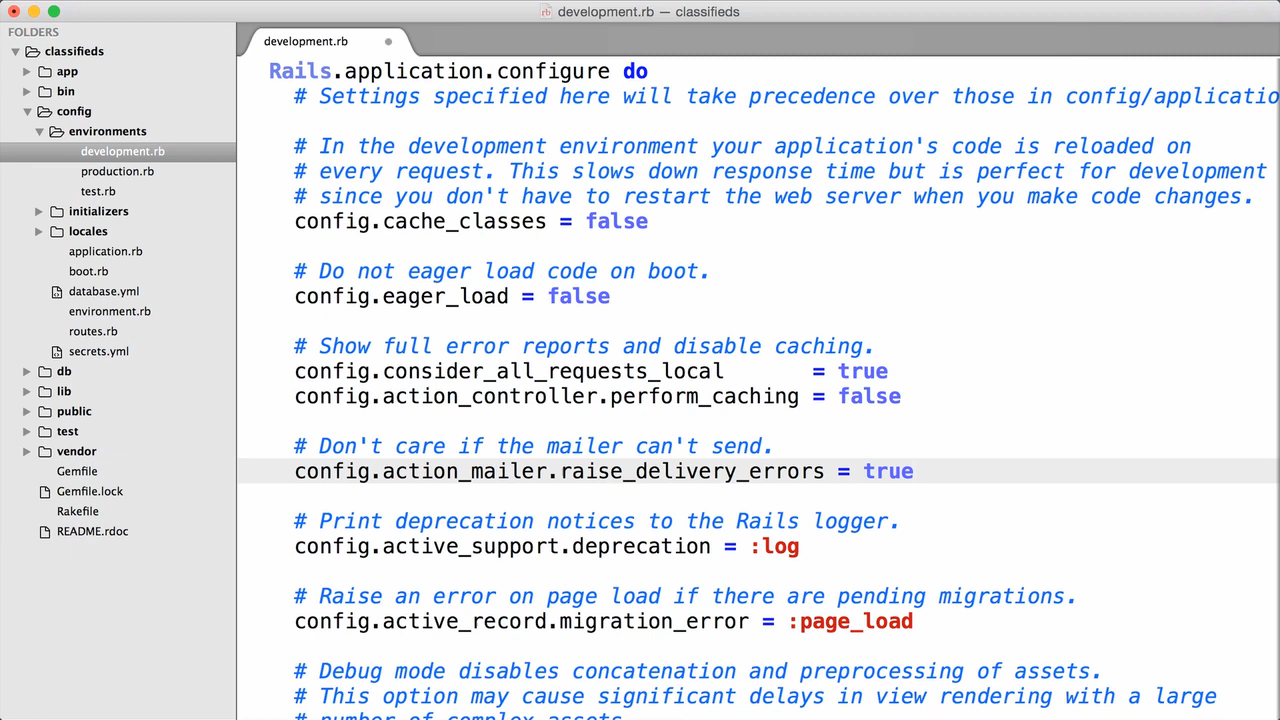 development.rb — classifieds
FOLDERS
classifieds
app
bin
config
environments
development.rb
production.rb
test.rb
initializers
locales
application.rb
boot.rb
database.yml
environment.rb
routes.rb
secrets.yml
db
lib
public
test
vendor
Gemfile
Gemfile.lock
Rakefile
README.rdoc
development.rb
Rails.application.configure do
# Settings specified here will take precedence over those in config/applicatio
# In the development environment your application's code is reloaded on
# every request. This slows down response time but is perfect for development
# since you don't have to restart the web server when you make code changes.
config.cache_classes = false
# Do not eager load code on boot.
config.eager_load = false
# Show full error reports and disable caching.
config.consider_all_requests_local       = true
config.action_controller.perform_caching = false
# Don't care if the mailer can't send.
config.action_mailer.raise_delivery_errors = true
# Print deprecation notices to the Rails logger.
config.active_support.deprecation = :log
# Raise an error on page load if there are pending migrations.
config.active_record.migration_error = :page_load
# Debug mode disables concatenation and preprocessing of assets.
# This option may cause significant delays in view rendering with a large
# number of complex assets.